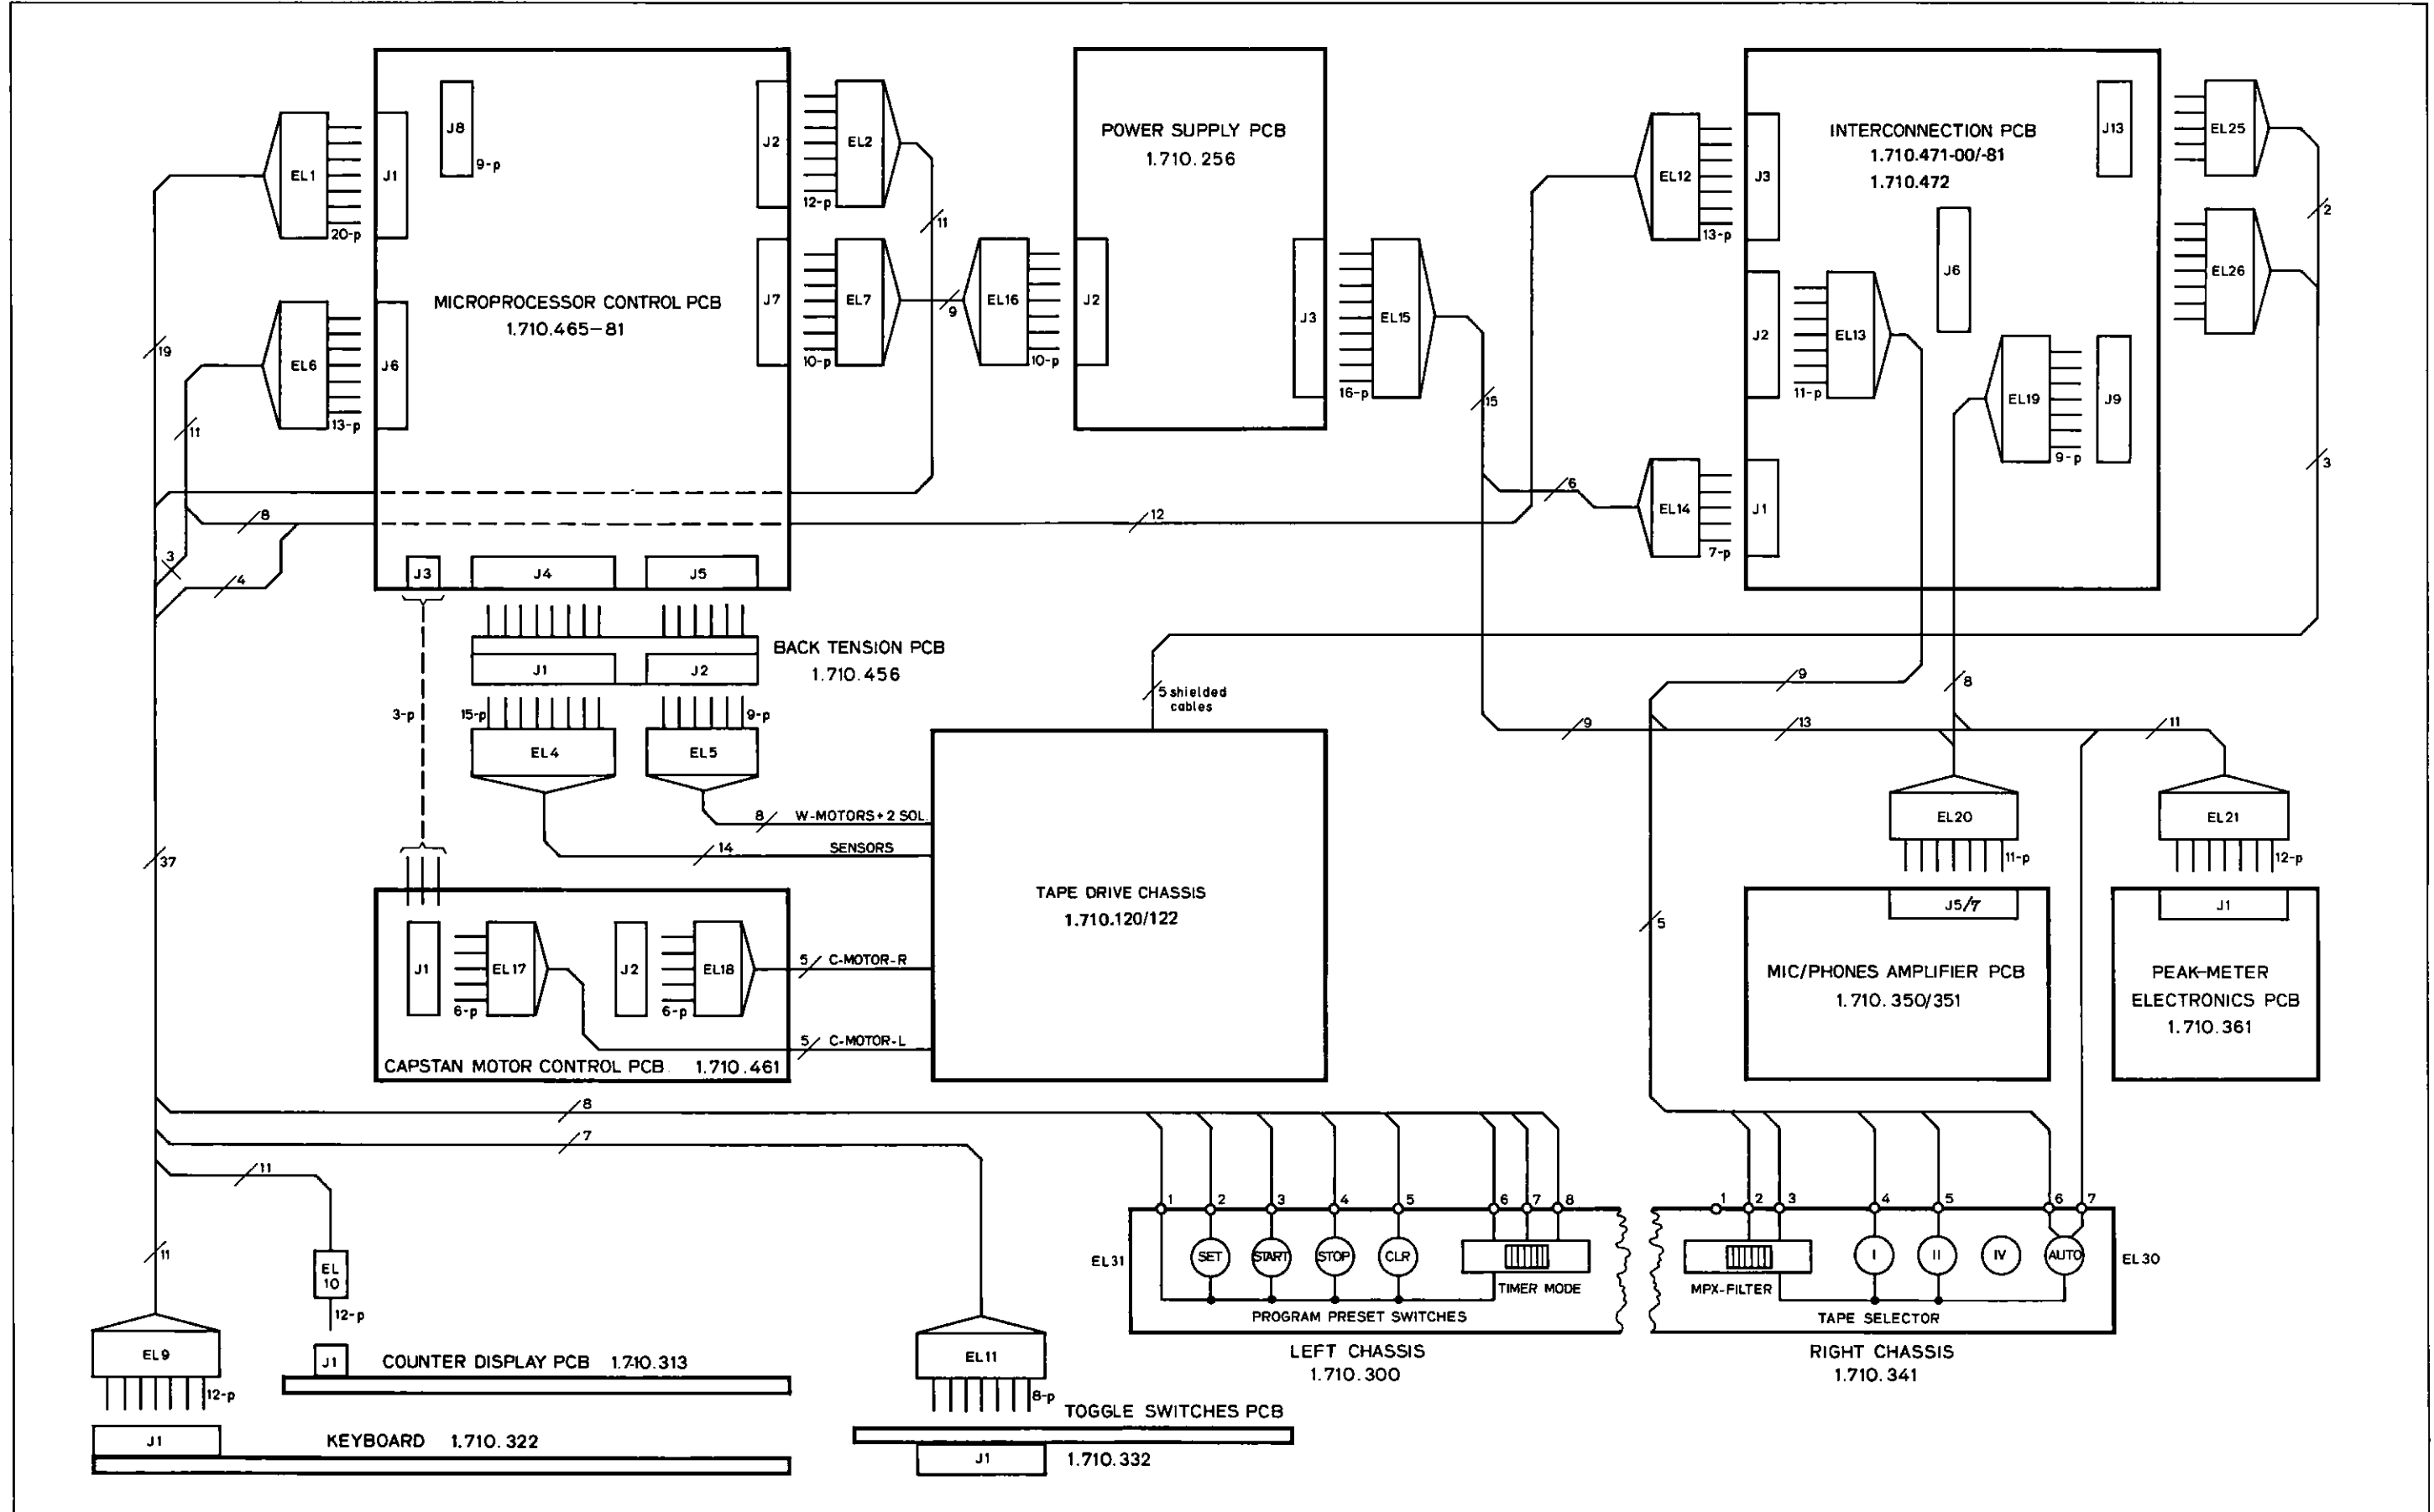 J8
9-p
EL1
J1
20-p
J2
EL2
12-p
11
MICROPROCESSOR CONTROL PCB
1.710.465-81
J7
EL7
10-p
9
EL6
J6
13-p
19
11
8
3
4
J3
J4
J5
POWER SUPPLY PCB
1.710.256
EL16
J2
10-p
J3
EL15
16-p
15
12
6
INTERCONNECTION PCB
1.710.471-00/-81
1.710.472
J13
EL25
2
EL12
J3
13-p
EL26
J6
J2
EL13
11-p
EL19
J9
9-p
3
EL14
J1
7-p
BACK TENSION PCB
1.710.456
J1
J2
3-p
15-p
9-p
EL4
EL5
8
W-MOTORS+2 SOL.
14
SENSORS
5 shielded
cables
9
8
9
13
11
TAPE DRIVE CHASSIS
1.710.120/122
37
J1
EL17
6-p
J2
EL18
6-p
5
C-MOTOR-R
5
C-MOTOR-L
CAPSTAN MOTOR CONTROL PCB
1.710.461
EL20
11-p
EL21
12-p
J5/7
J1
MIC/PHONES AMPLIFIER PCB
1.710.350/351
PEAK-METER
ELECTRONICS PCB
1.710.361
5
8
7
11
11
EL
10
12-p
EL9
12-p
J1
COUNTER DISPLAY PCB 1.710.313
J1
KEYBOARD 1.710.322
EL11
8-p
TOGGLE SWITCHES PCB
J1
1.710.332
1 2 3 4 5 6 7 8
EL31
SET
START
STOP
CLR
TIMER MODE
PROGRAM PRESET SWITCHES
LEFT CHASSIS
1.710.300
1 2 3 4 5 6 7
MPX-FILTER
I
II
IV
AUTO
EL30
TAPE SELECTOR
RIGHT CHASSIS
1.710.341